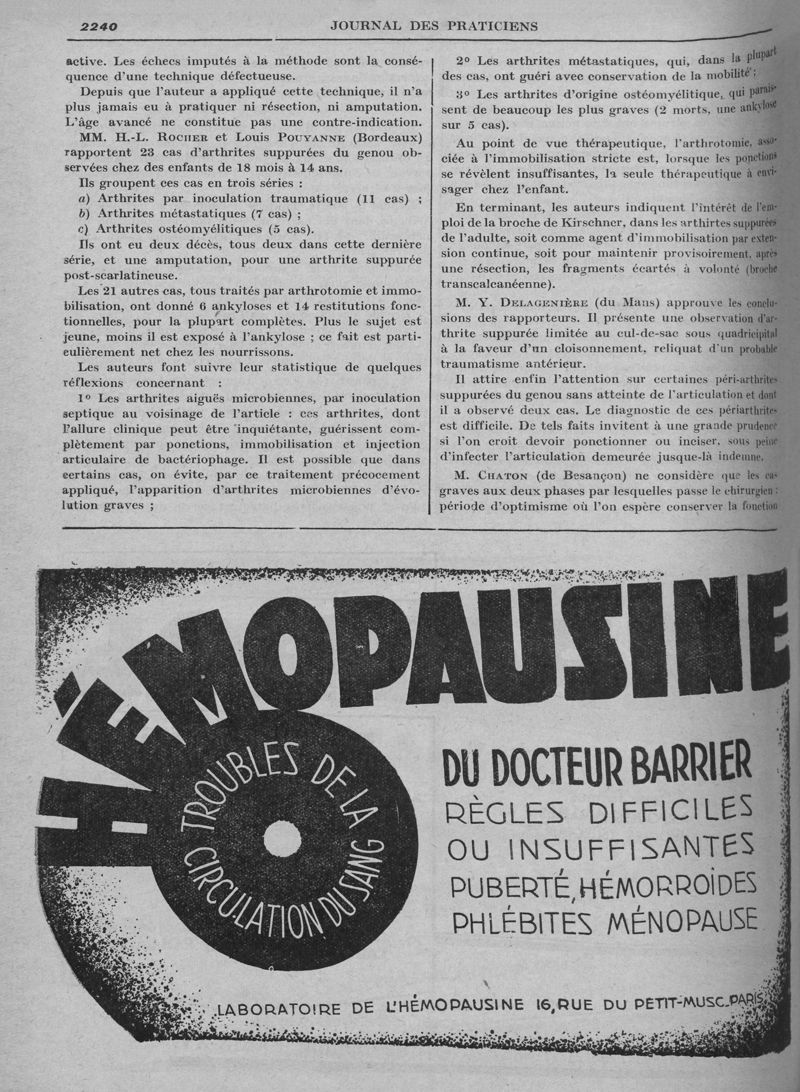 2240
JOURNAL DES PRATICIENS
active. Les échecs imputés à la méthode sont la consé-
quence d'une technique défectueuse.
Depuis que l'auteur a appliqué cette technique, il n'a
plus jamais eu à pratiquer ni résection, ni amputation.
L'âge avancé ne constitue pas une contre-indication.
MM. H.-L. ROCHER et Louis POUYANNE (Bordeaux)
rapportent 23 cas d'arthrites suppurées du genou ob-
servées chez des enfants de 18 mois à 14 ans.
Ils groupent ces cas en trois séries :
a) Arthrites par inoculation traumatique (11 cas) ;
b) Arthrites métastatiques (7 cas) ;
c) Arthrites ostéomyélitiques (5 cas).
Ils ont eu deux décès, tous deux dans cette dernière
série, et une amputation, pour une arthrite suppurée
post-scarlatineuse.
Les 21 autres cas, tous traités par arthrotomie et immo-
bilisation, ont donné 6 ankyloses et 14 restitutions fonc-
tionnelles, pour la plupart complètes. Plus le sujet est
jeune, moins il est exposé à l'ankylose ; ce fait est parti-
eulièrement net chez les nourrissons.
Les auteurs font suivre leur statistique de quelques
réflexions concernant :
1º Les arthrites aiguës microbiennes, par inoculation
septique au voisinage de l'article : ces arthrites, dont
l'allure clinique peut être inquiétante, guérissent com-
plètement par ponctions, immobilisation et injection
articulaire de bactériophage. Il est possible que dans
certains cas, on évite, par ce traitement précocement
appliqué, l'apparition d'arthrites microbiennes d'évo-
lution graves ;
2º Les arthrites métastatiques, qui, dans la plupart
des cas, ont guéri avee conservation de la mobilité ;
3º Les arthrites d'origine ostéomyélitique, qui parais-
sent de beaucoup les plus graves (2 morts, une ankylose
sur 5 cas).
Au point de vue thérapeutique, l'arthrotomie, asso-
ciée à l'immobilisation stricte est, lorsque les ponctions
se révèlent insuffisantes, la seule thérapeutique à envi-
sager chez l'enfant.
En terminant, les auteurs indiquent l'intérêt de l'em-
ploi de la broche de Kirschner, dans les arthirtes suppurées
de l'adulte, soit comme agent d'immobilisation par exten-
sion continue, soit pour maintenir provisoirement, après
une résection, les fragments écartés à volonté (broche
transcalcanéenne).
M. Y. DELAGENIÈRE (du Mans) approuve les conclu-
sions des rapporteurs. Il présente une observation d'ar-
thrite suppurée limitée au cul-de-sac sous quadricipital
à la faveur d'un cloisonnement, reliquat d'un probable
traumatisme antérieur.
Il attire enfin l'attention sur certaines péri-arthrites
suppurées du genou sans atteinte de l'articulation et dont
il a observé deux cas. Le diagnostic de ces périarthrites
est difficile. De tels faits invitent à une grande prudence
si l'on croit devoir ponctionner ou inciser, sous peine
d'infecter l'articulation demeurée jusque-là indemne.
M. CHATON (de Besançon) ne considère que les cas
graves aux deux phases par lesquelles passe le chirurgien :
période d'optimisme où l'on espère conserver la fonction
HÉMOPAUSINE
TROUBLES DE LA
CIRCULATION DU SANG
DU DOCTEUR BARRIER
RÈGLES DIFFICILES
OU INSUFFISANTES
PUBERTÉ, HÉMORROÏDES
PHLÉBITES MÉNOPAUSE
LABORATOIRE DE L'HÉMOPAUSINE 16, RUE DU PETIT-MUSC_PARIS